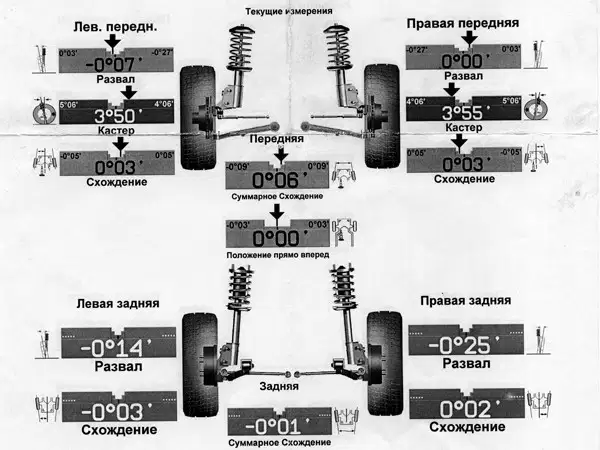 Текущие измерения
Лев. передн.
Правая передняя
0°03' -0°27'
-0°07'
Развал
-0°27' 0°03'
0°00'
Развал
5°06' 4°06'
3°50'
Кастер
4°06' 5°06'
3°55'
Кастер
Передняя
-0°05' 0°05'
0°03'
Схождение
-0°09' 0°09'
0°06'
Суммарное Схождение
0°05' -0°05'
0°03'
Схождение
-0°03' 0°03'
0°00'
Положение прямо вперед
Левая задняя
Правая задняя
-0°14'
Развал
-0°25'
Развал
Задняя
-0°03'
Схождение
-0°01'
Суммарное Схождение
0°02'
Схождение